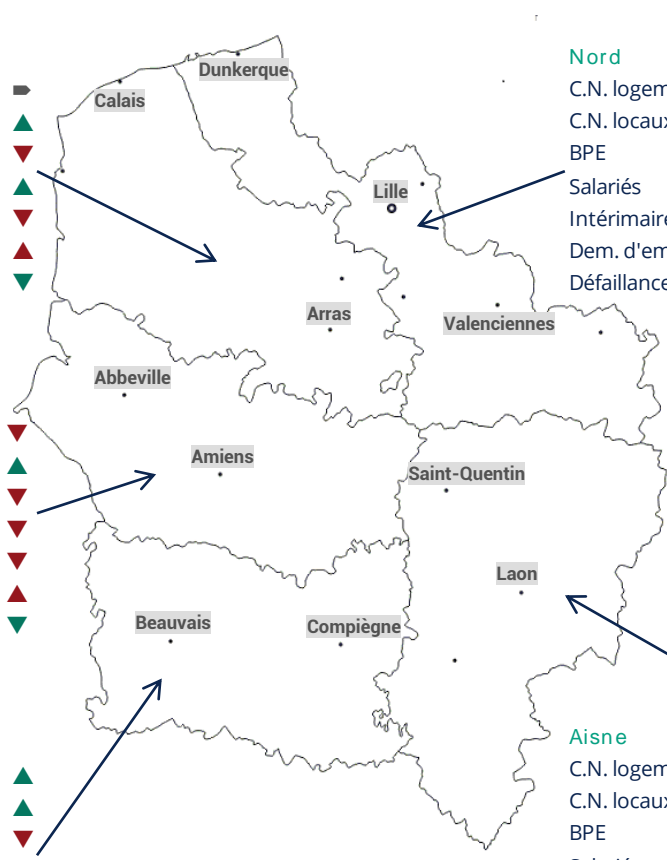 Dunkerque
Calais
Nord
C.N. logem
C.N. locaux
BPE
Salariés
Intérimaire
Dem. d'em
Défaillance
Lille
Arras
Valenciennes
Abbeville
Amiens
Saint-Quentin
Laon
Beauvais
Compiègne
Aisne
C.N. logem
C.N. locaux
BPE